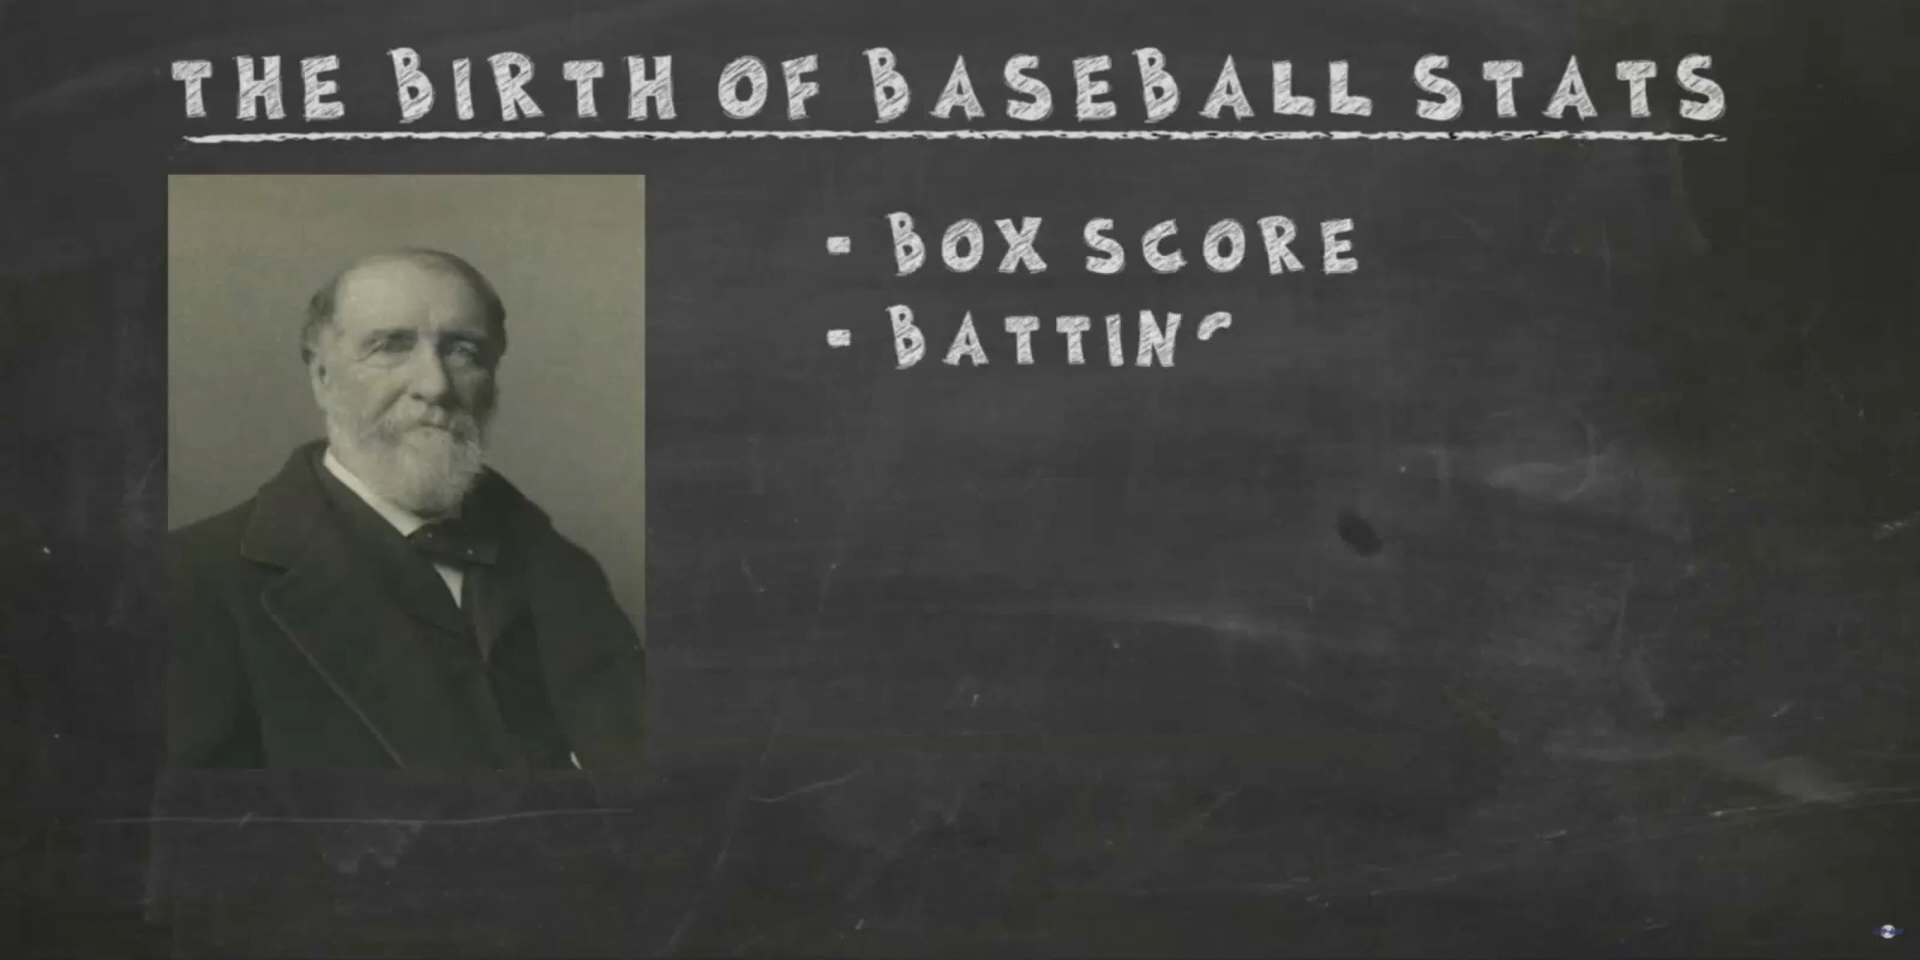 THE BIRTH OF BASEBALL STATS
- BOX SCORE
- BATTIN